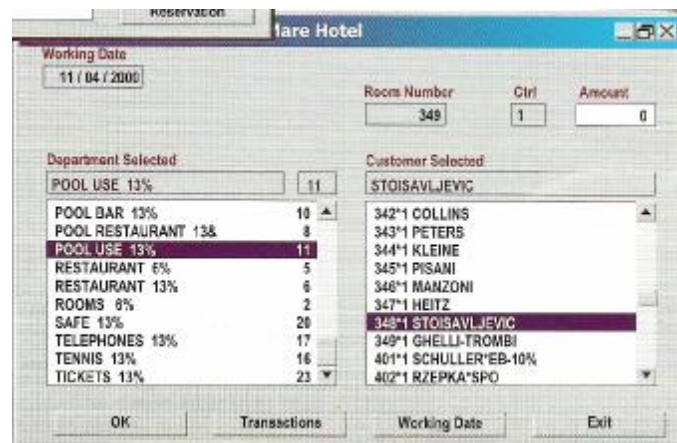 Reservation
Mare Hotel
Working Date
11 / 04 / 2000
Room Number Ctrl Amount
349 1 0
Department Selected
POOL USE 13% 11
Customer Selected
STOISAVLJEVIC
POOL BAR 13% 10
POOL RESTAURANT 13& 8
POOL USE 13% 11
RESTAURANT 6% 5
RESTAURANT 13% 6
ROOMS 6% 2
SAFE 13% 20
TELEPHONES 13% 17
TENNIS 13% 16
TICKETS 13% 23
342*1 COLLINS
343*1 PETERS
344*1 KLEINE
345*1 PISANI
346*1 MANZONI
347*1 HEITZ
348*1 STOISAVLJEVIC
349*1 GHELLI-TROMBI
401*1 SCHULLER*EB-10%
402*1 RZEPKA*SPO
OK Transactions Working Date Exit